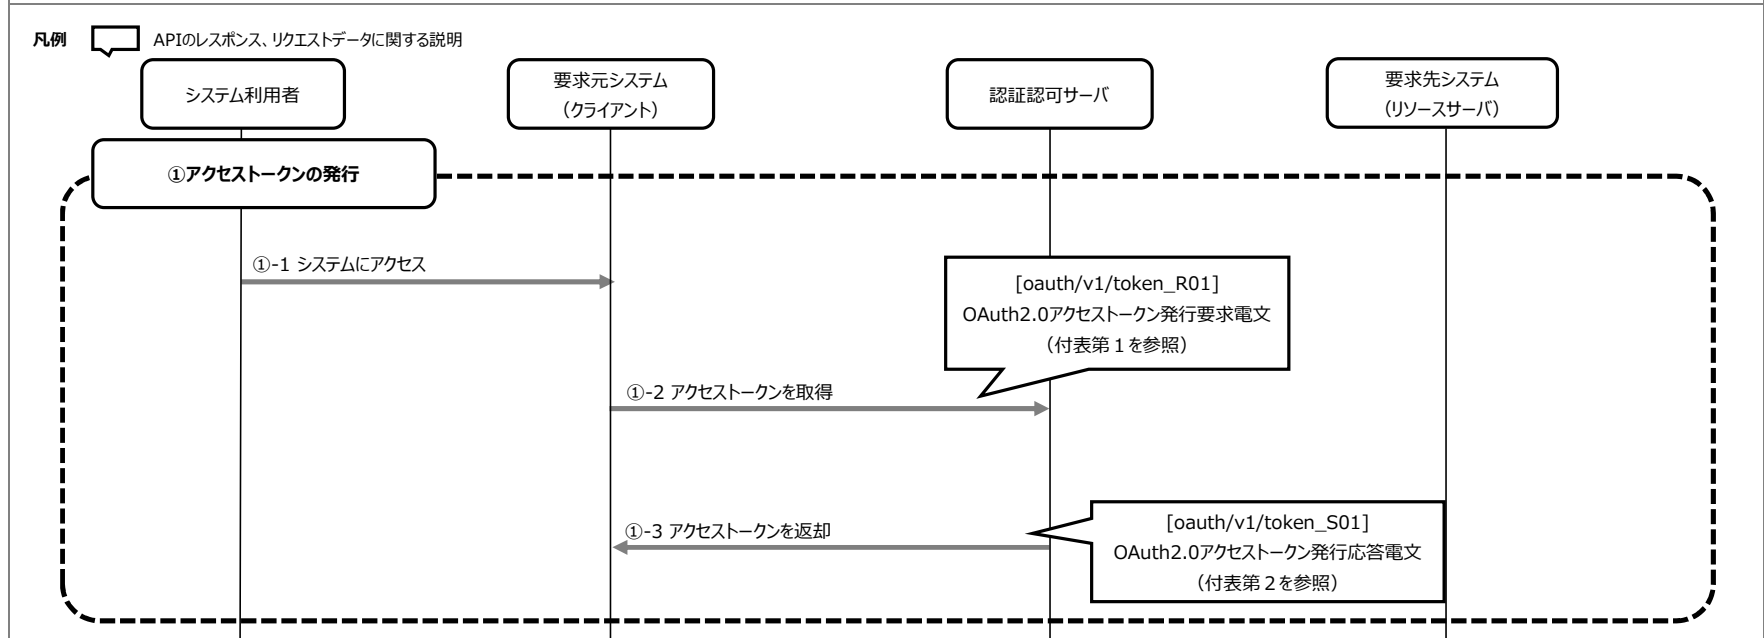 凡例
APIのレスポンス、リクエストデータに関する説明
システム利用者
要求元システム
(クライアント)
認証認可サーバ
要求先システム
(リソースサーバ)
①アクセストークンの発行
①-1 システムにアクセス
[oauth/v1/token_R01]
OAuth2.0アクセストークン発行要求電文
（付表第１を参照）
①-2 アクセストークンを取得
①-3 アクセストークンを返却
[oauth/v1/token_S01]
OAuth2.0アクセストークン発行応答電文
（付表第２を参照）